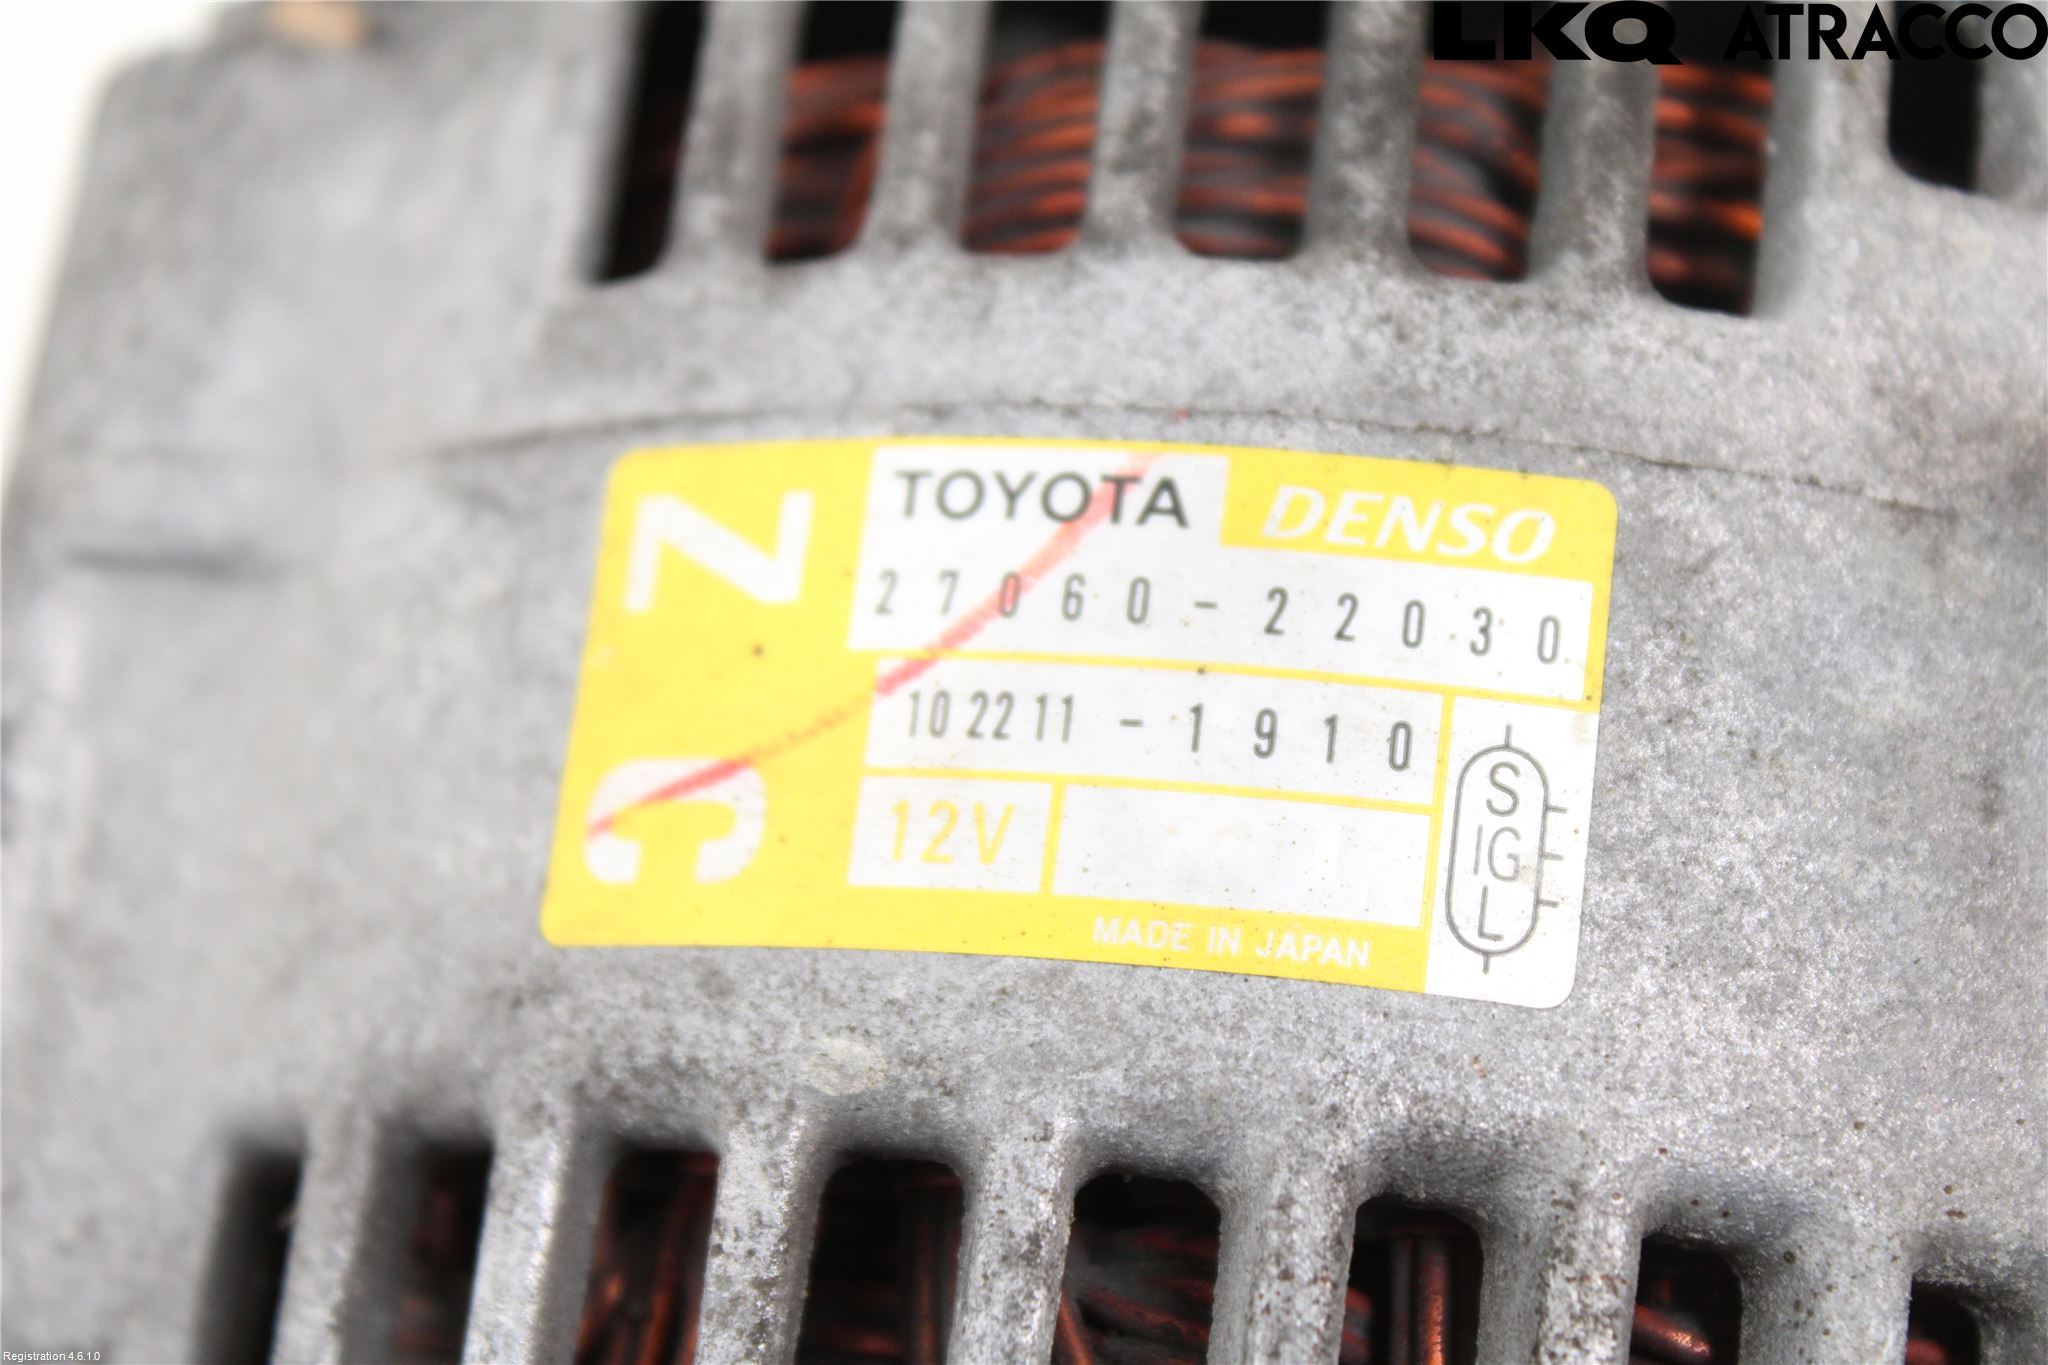 LKQ ATRACCO
TOYOTA DENSO
27060-22030
102211-1910
12V
S
IG
L
MADE IN JAPAN
N
C
Registration 4.6.1.0